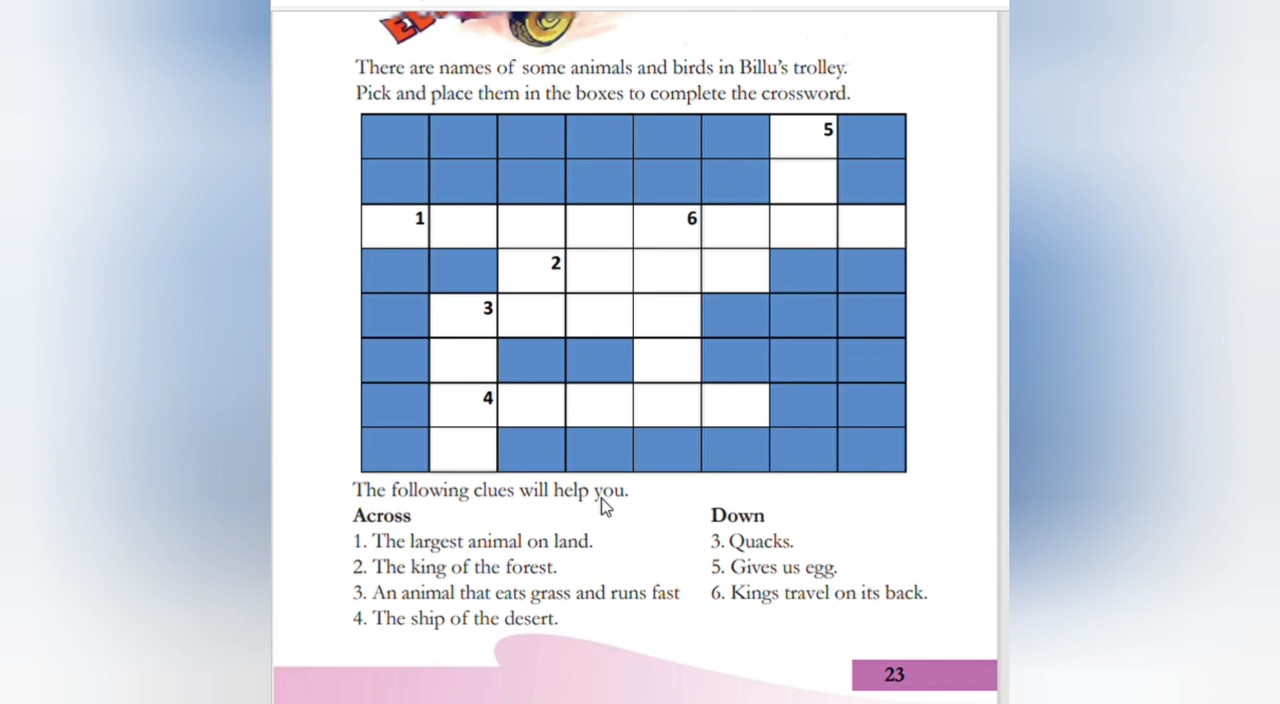 There are names of some animals and birds in Billu's trolley.
Pick and place them in the boxes to complete the crossword.
5
1 6
2
3
4
The following clues will help you.
Across
1. The largest animal on land.
2. The king of the forest.
3. An animal that eats grass and runs fast
4. The ship of the desert.
Down
3. Quacks.
5. Gives us egg.
6. Kings travel on its back.
23